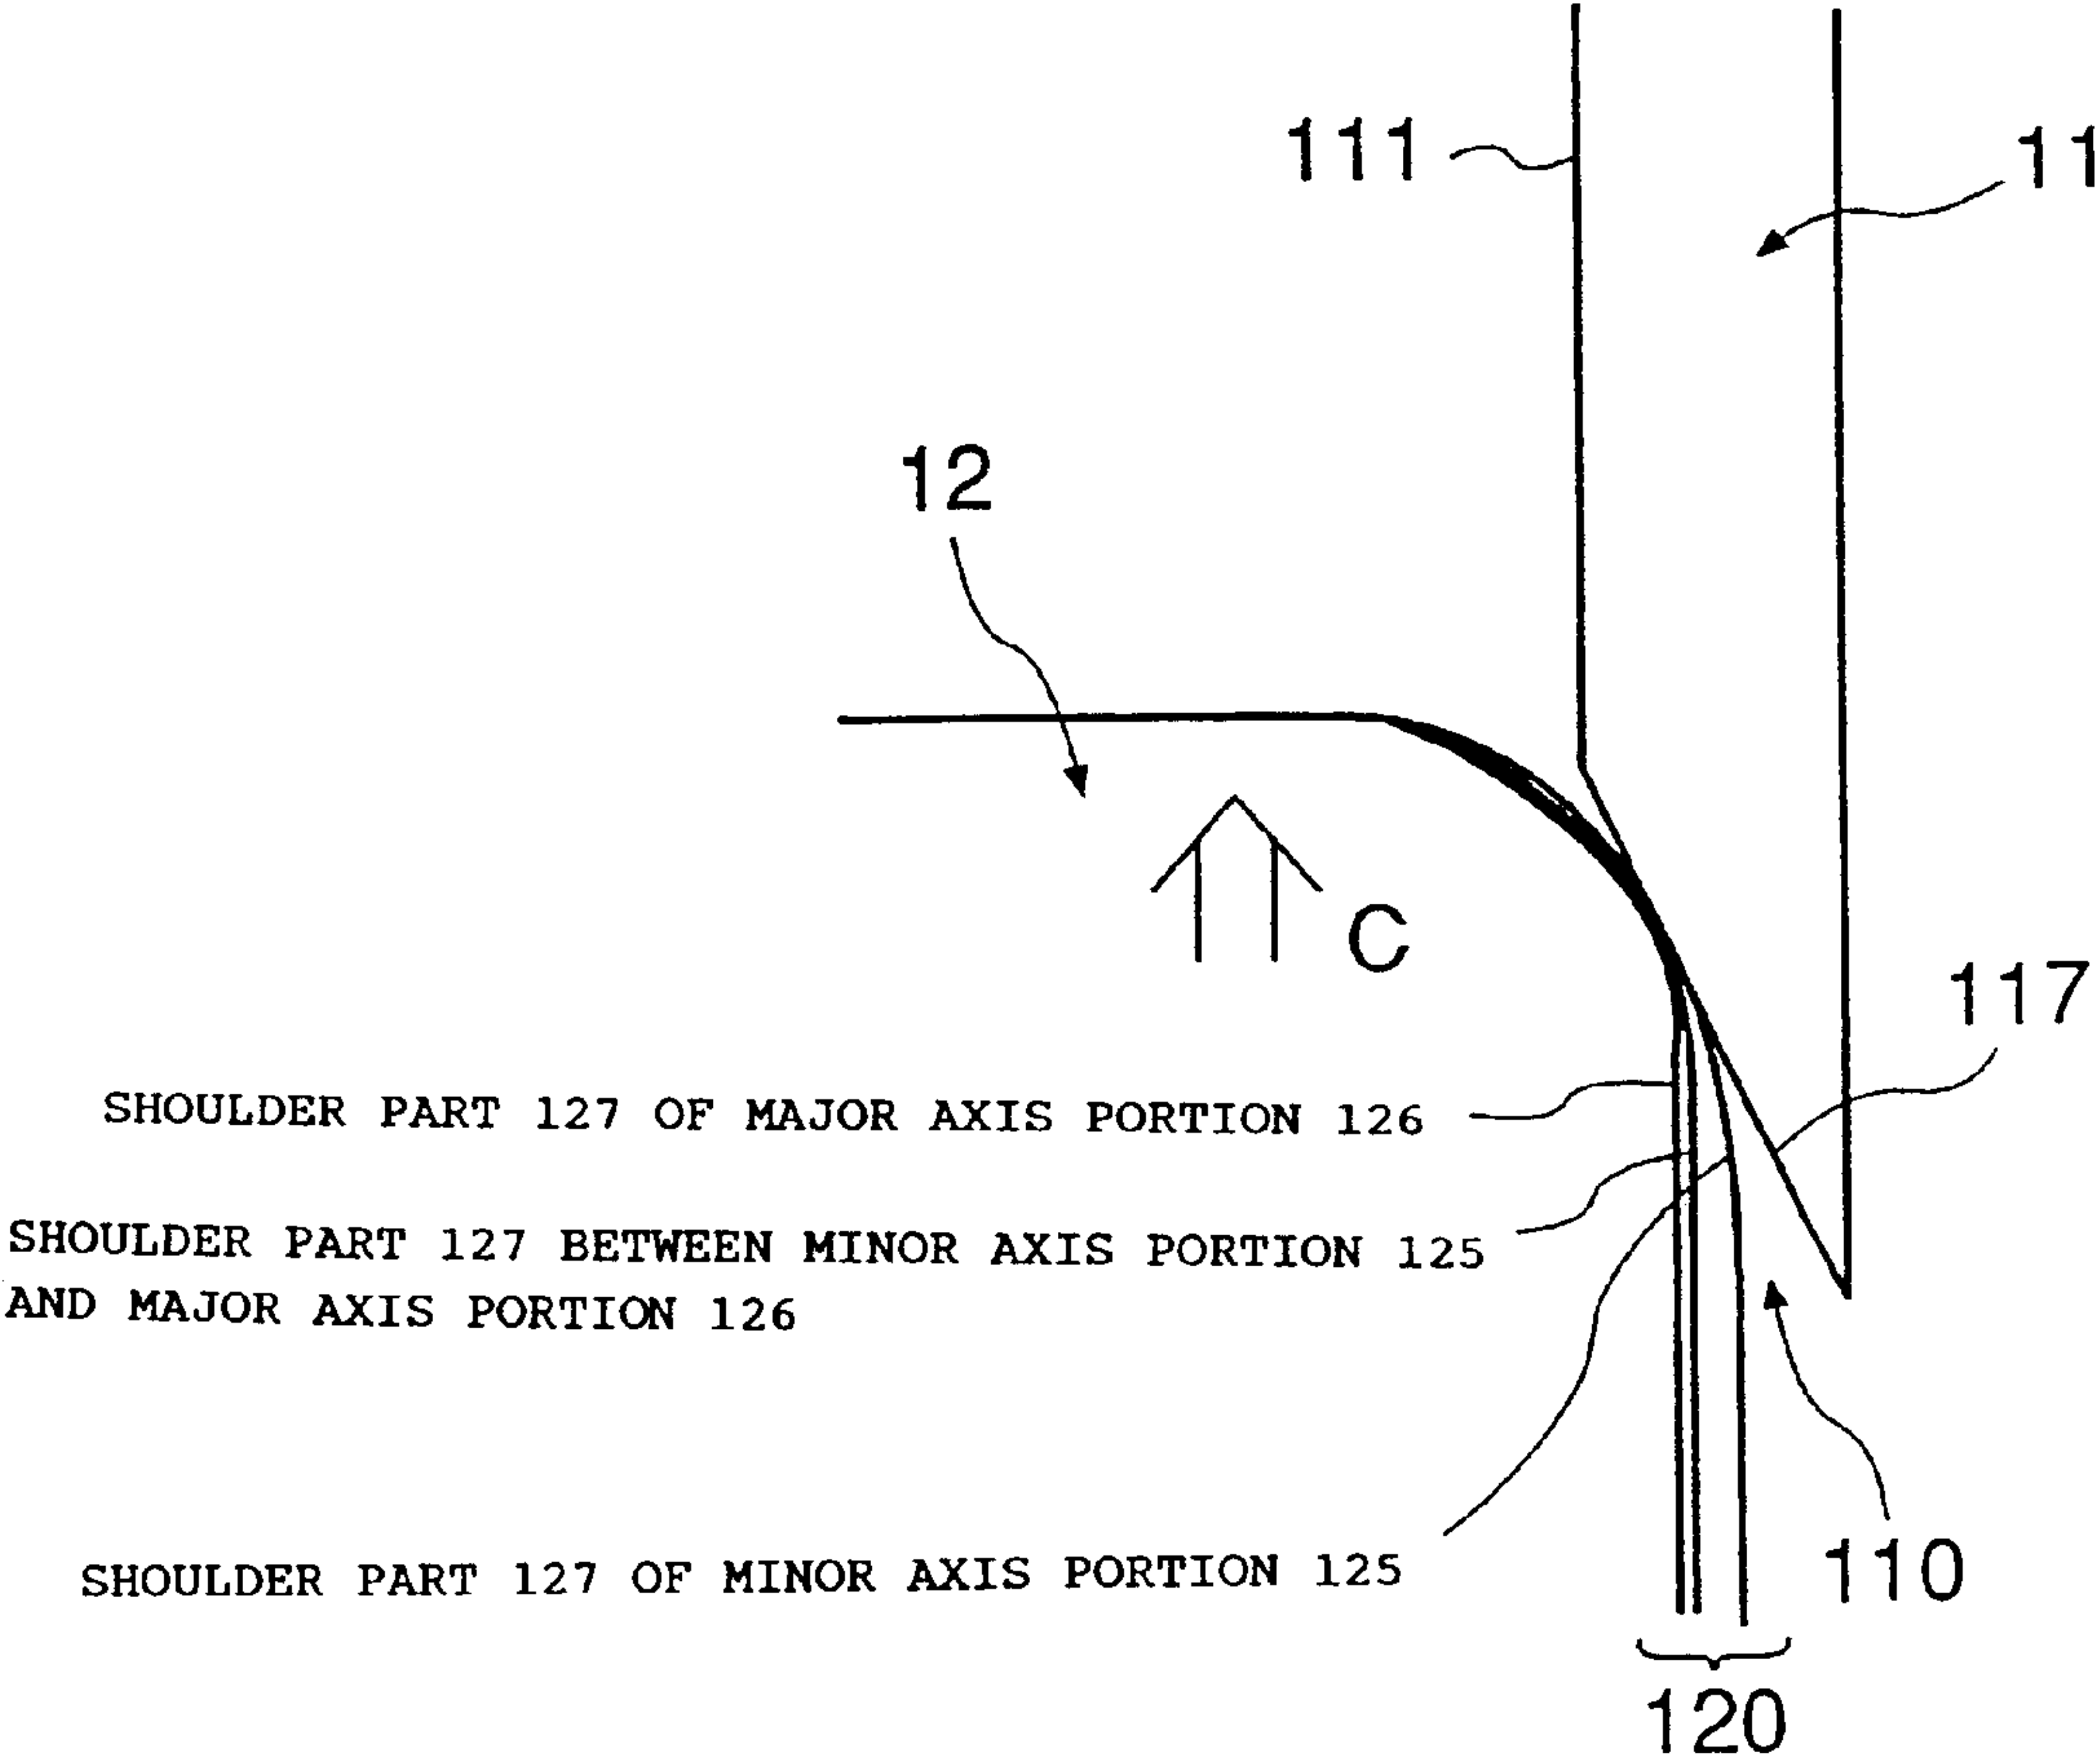 111
11
12
C
117
SHOULDER PART 127 OF MAJOR AXIS PORTION 126
SHOULDER PART 127 BETWEEN MINOR AXIS PORTION 125
AND MAJOR AXIS PORTION 126
SHOULDER PART 127 OF MINOR AXIS PORTION 125
110
120